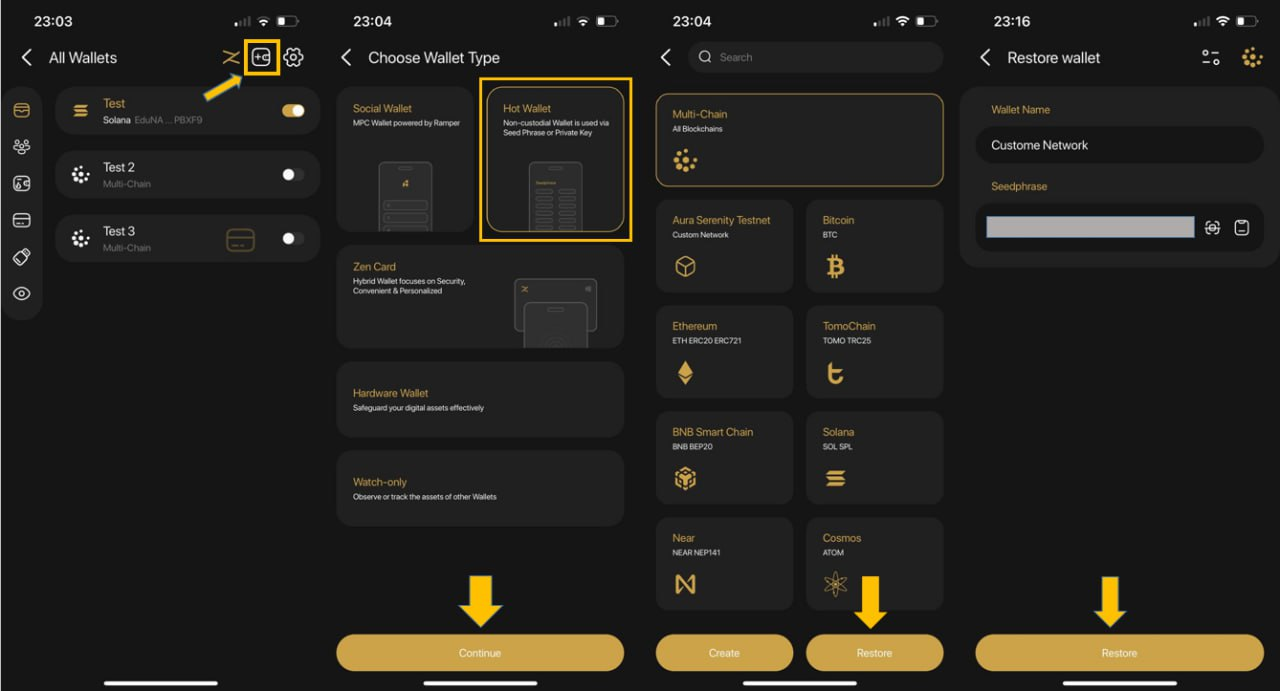 23:03
All Wallets
Test
Solana EduNA ... PBXF9
Test 2
Multi-Chain
Test 3
Multi-Chain
23:04
Choose Wallet Type
Social Wallet
MPC Wallet powered by Ramper
Hot Wallet
Non-custodial Wallet is used via
Seed Phrase or Private Key
Seedphrase
Zen Card
Hybrid Wallet focuses on Security,
Convenient & Personalized
Hardware Wallet
Safeguard your digital assets effectively
Watch-only
Observe or track the assets of other Wallets
Continue
23:04
Search
Multi-Chain
All Blockchains
Aura Serenity Testnet
Custom Network
Bitcoin
BTC
Ethereum
ETH ERC20 ERC721
TomoChain
TOMO TRC25
BNB Smart Chain
BNB BEP20
Solana
SOL SPL
Near
NEAR NEP141
Cosmos
ATOM
Create
Restore
23:16
Restore wallet
Wallet Name
Custome Network
Seedphrase
Restore